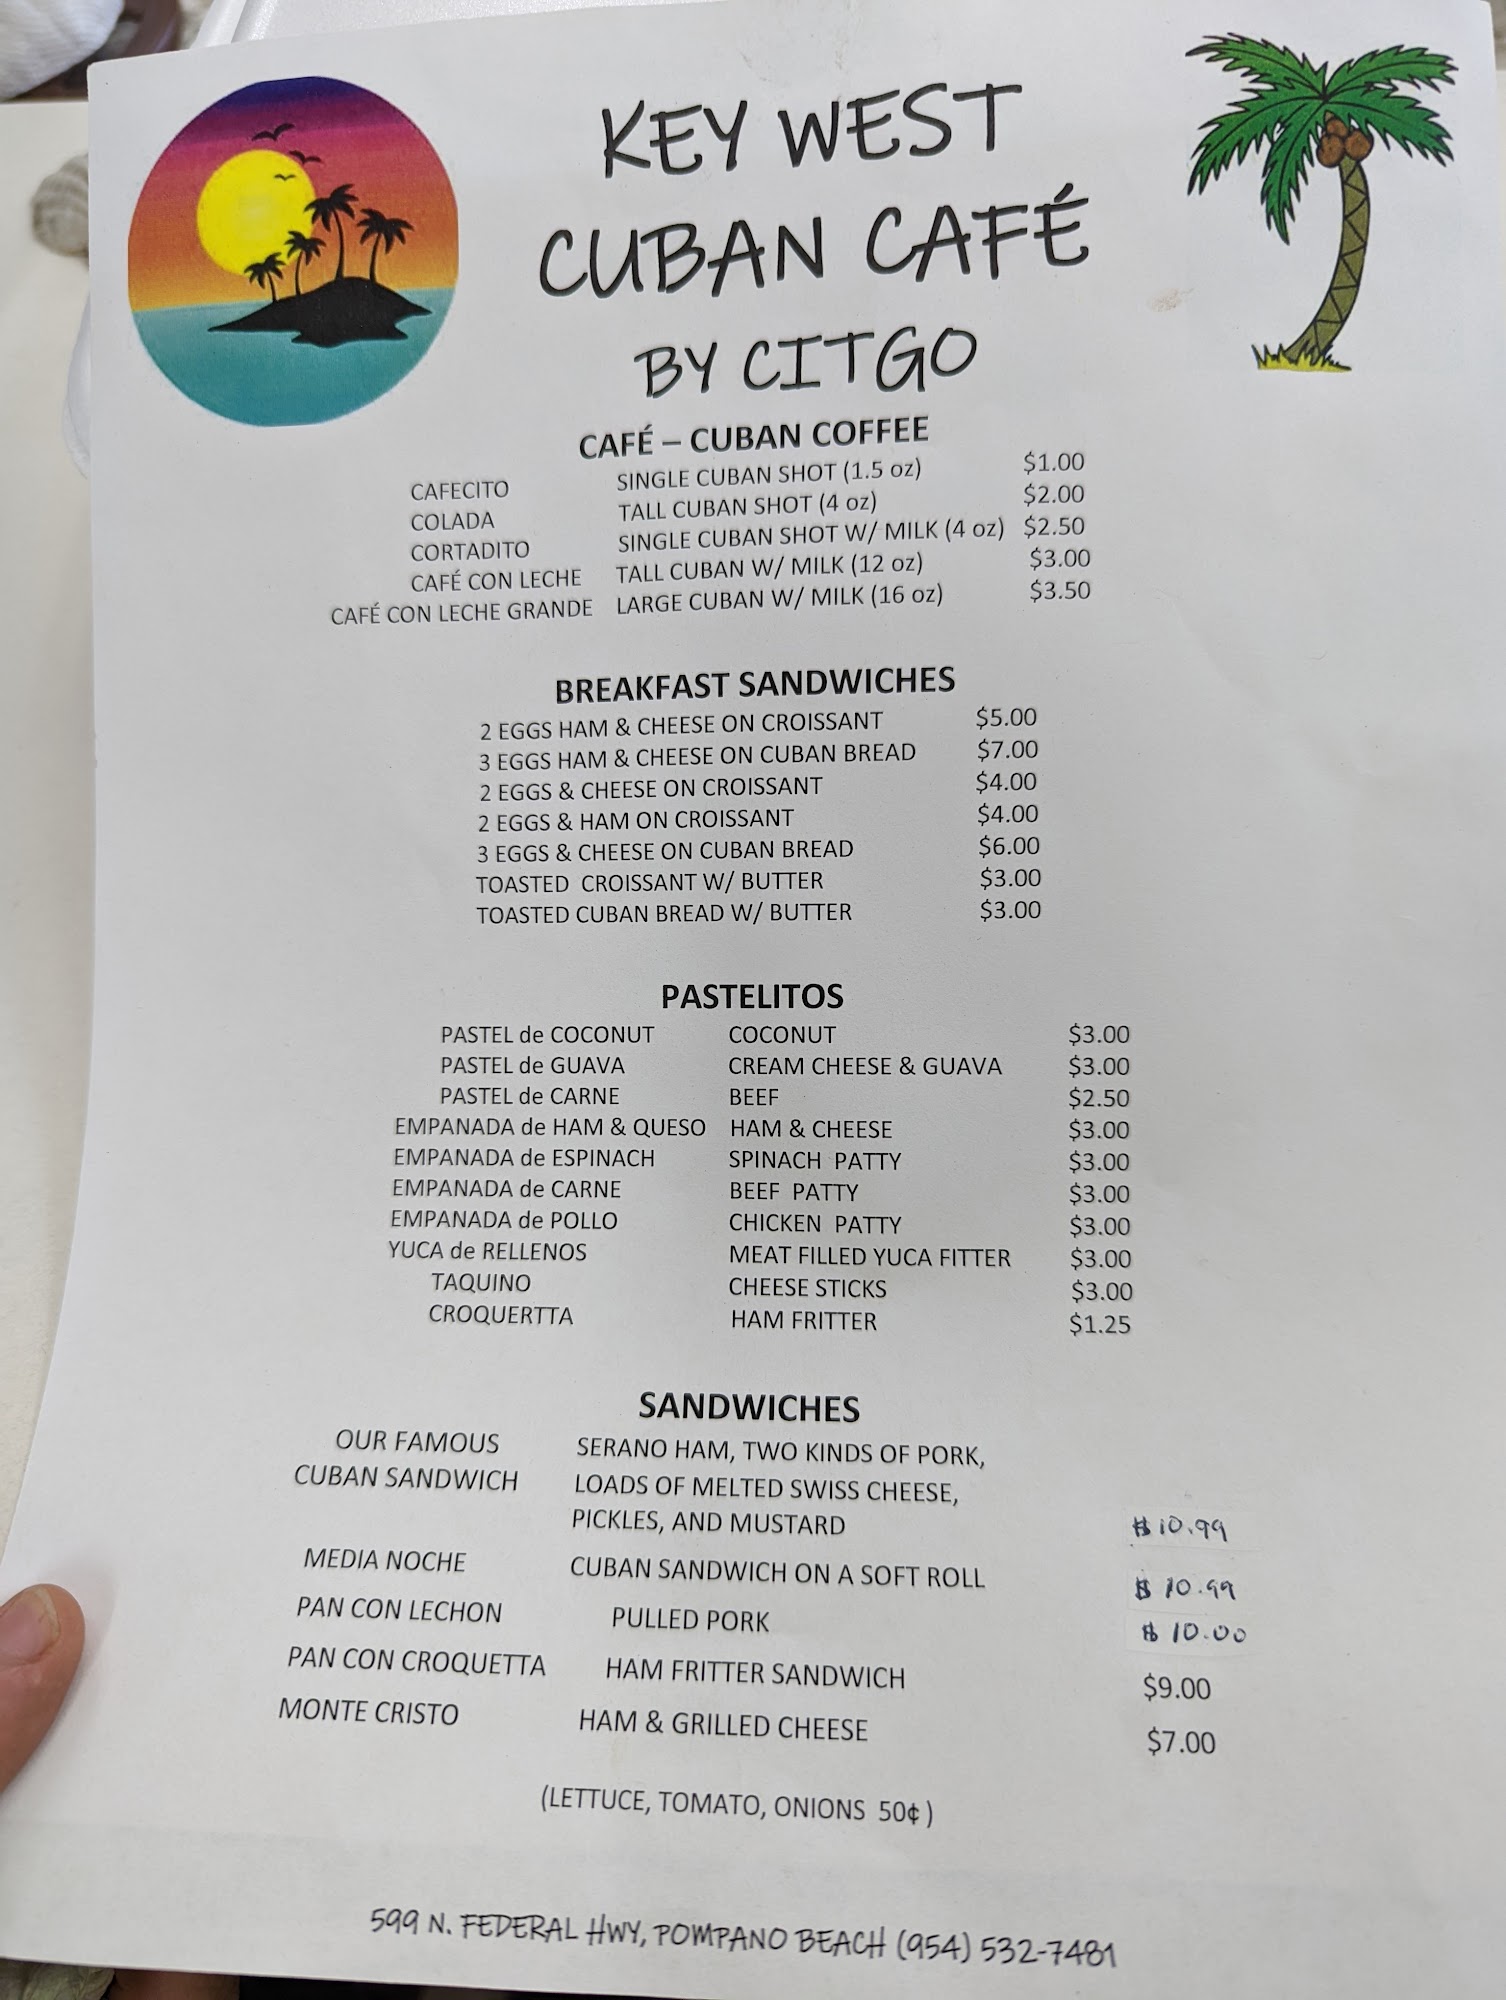 KEY WEST
CUBAN CAFÉ
BY CITGO
CAFÉ – CUBAN COFFEE
CAFECITO SINGLE CUBAN SHOT (1.5 oz) $1.00
COLADA TALL CUBAN SHOT (4 oz) $2.00
CORTADITO SINGLE CUBAN SHOT W/ MILK (4 oz) $2.50
CAFÉ CON LECHE TALL CUBAN W/ MILK (12 oz) $3.00
CAFÉ CON LECHE GRANDE LARGE CUBAN W/ MILK (16 oz) $3.50
BREAKFAST SANDWICHES
2 EGGS HAM & CHEESE ON CROISSANT $5.00
3 EGGS HAM & CHEESE ON CUBAN BREAD $7.00
2 EGGS & CHEESE ON CROISSANT $4.00
2 EGGS & HAM ON CROISSANT $4.00
3 EGGS & CHEESE ON CUBAN BREAD $6.00
TOASTED CROISSANT W/ BUTTER $3.00
TOASTED CUBAN BREAD W/ BUTTER $3.00
PASTELITOS
PASTEL de COCONUT COCONUT $3.00
PASTEL de GUAVA CREAM CHEESE & GUAVA $3.00
PASTEL de CARNE BEEF $2.50
EMPANADA de HAM & QUESO HAM & CHEESE $3.00
EMPANADA de ESPINACH SPINACH PATTY $3.00
EMPANADA de CARNE BEEF PATTY $3.00
EMPANADA de POLLO CHICKEN PATTY $3.00
YUCA de RELLENOS MEAT FILLED YUCA FITTER $3.00
TAQUINO CHEESE STICKS $3.00
CROQUERTTA HAM FRITTER $1.25
SANDWICHES
OUR FAMOUS SERANO HAM, TWO KINDS OF PORK,
CUBAN SANDWICH LOADS OF MELTED SWISS CHEESE,
PICKLES, AND MUSTARD $10.99
MEDIA NOCHE CUBAN SANDWICH ON A SOFT ROLL $10.99
PAN CON LECHON PULLED PORK $10.00
PAN CON CROQUETTA HAM FRITTER SANDWICH $9.00
MONTE CRISTO HAM & GRILLED CHEESE $7.00
(LETTUCE, TOMATO, ONIONS 50¢ )
599 N. FEDERAL HWY, POMPANO BEACH (954) 532-7481